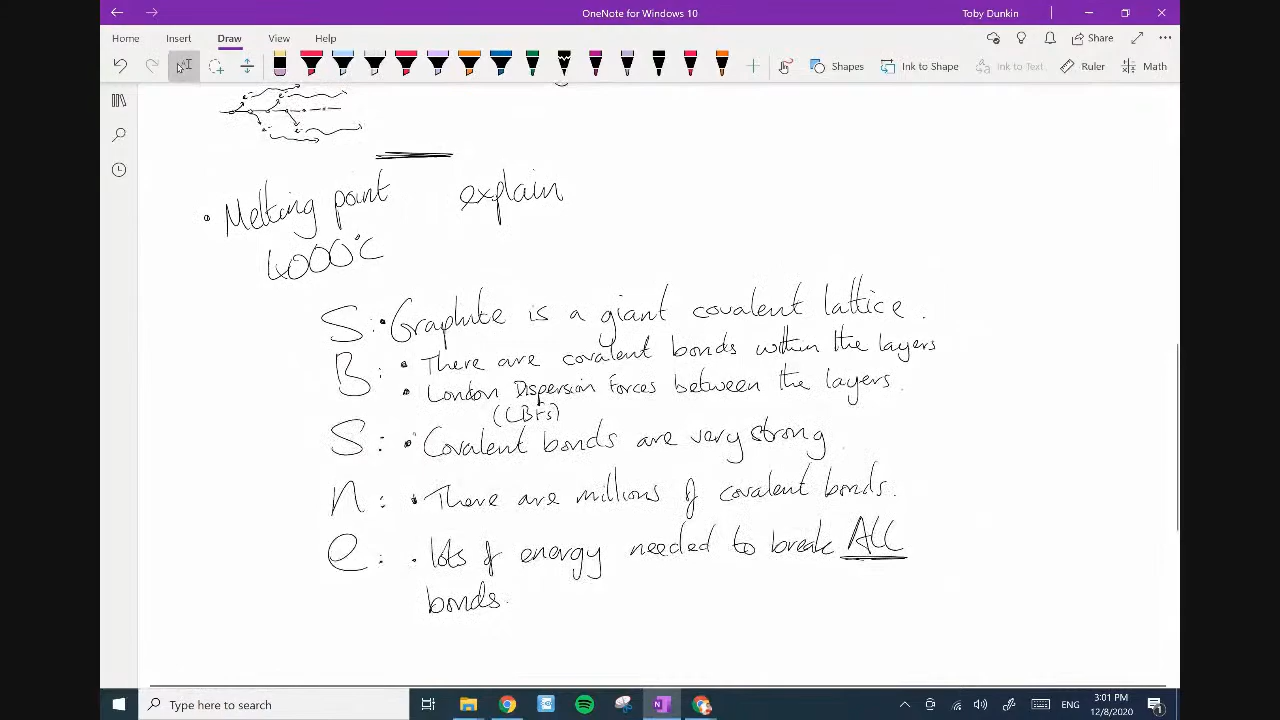 OneNote for Windows 10
Toby Dunkin
Home
Insert
Draw
View
Help
Share
Shapes
Ink to Shape
Ink to Text
Ruler
Math
• Melting point explain
4000°C
S: • Graphite is a giant covalent lattice.
B: • There are covalent bonds within the layers
• London Dispersion Forces between the layers.
(LDFs)
S: • Covalent bonds are very strong
n: • There are millions of covalent bonds.
e: • lots of energy needed to break ALL
bonds.
Type here to search
3:01 PM
12/8/2020